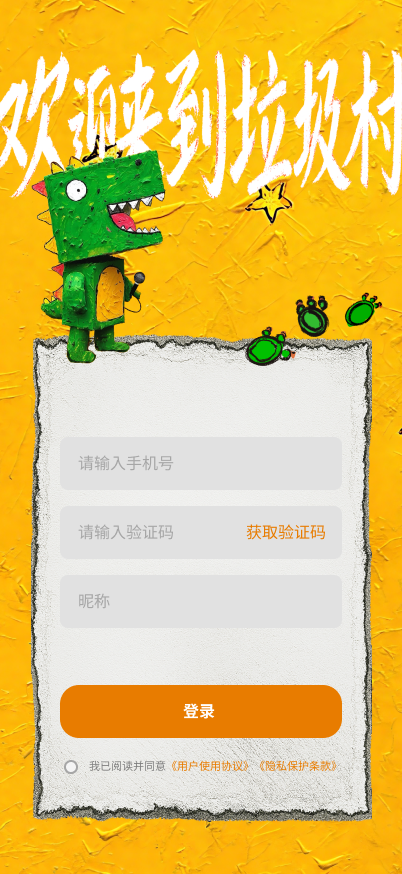 欢迎来到垃圾村
请输入手机号
请输入验证码 获取验证码
昵称
登录
我已阅读并同意《用户使用协议》《隐私保护条款》